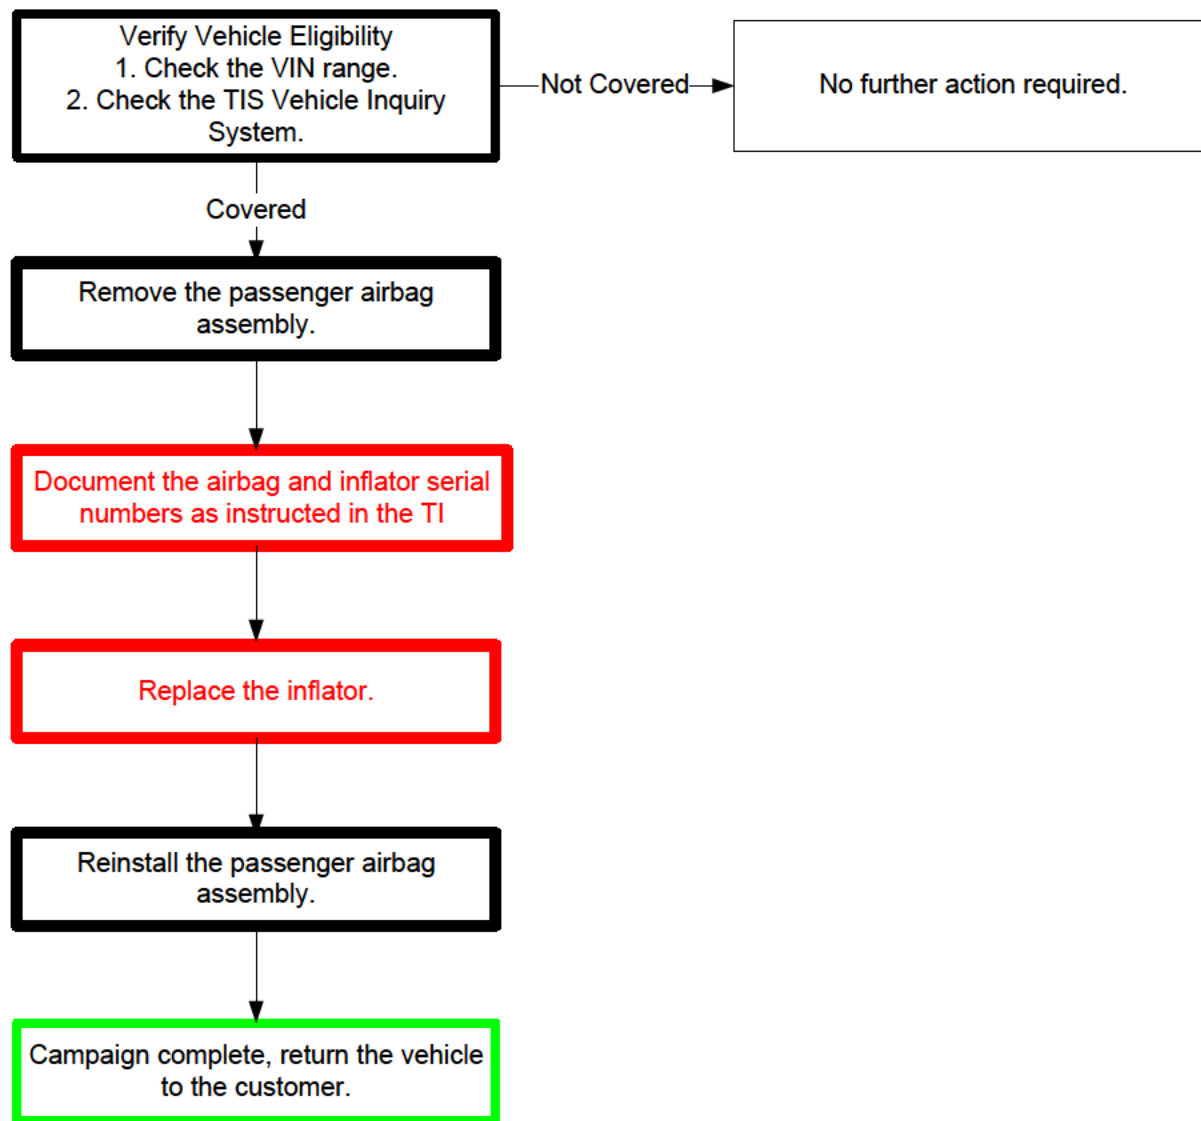 Verify Vehicle Eligibility
1. Check the VIN range.
2. Check the TIS Vehicle Inquiry
System.
Not Covered
No further action required.
Covered
Remove the passenger airbag
assembly.
Document the airbag and inflator serial
numbers as instructed in the TI
Replace the inflator.
Reinstall the passenger airbag
assembly.
Campaign complete, return the vehicle
to the customer.